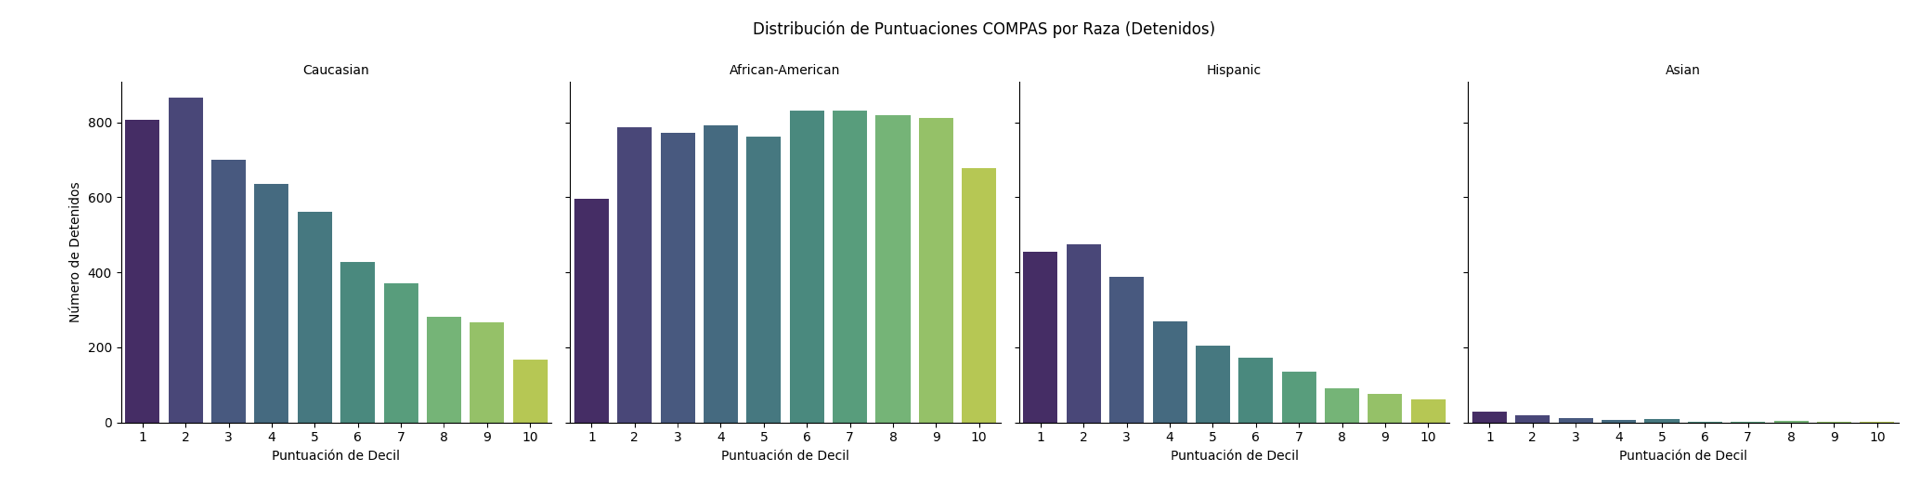 Distribución de Puntuaciones COMPAS por Raza (Detenidos)
Caucasian
African-American
Hispanic
Asian
Número de Detenidos
800
600
400
200
0
1 2 3 4 5 6 7 8 9 10
1 2 3 4 5 6 7 8 9 10
1 2 3 4 5 6 7 8 9 10
1 2 3 4 5 6 7 8 9 10
Puntuación de Decil
Puntuación de Decil
Puntuación de Decil
Puntuación de Decil